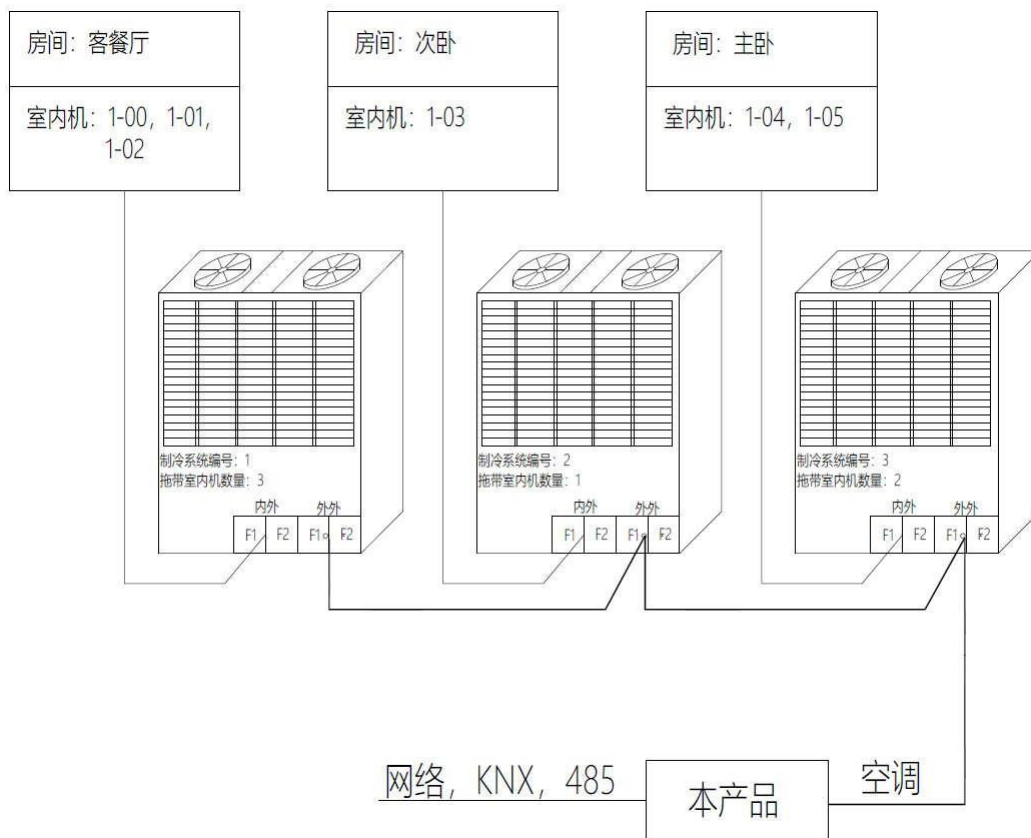 房间：客餐厅
室内机：1-00，1-01，
1-02
房间：次卧
室内机：1-03
房间：主卧
室内机：1-04，1-05
制冷系统编号：1
拖带室内机数量：3
内外 外外
F1 F2 F1 F2
制冷系统编号：2
拖带室内机数量：1
内外 外外
F1 F2 F1 F2
制冷系统编号：3
拖带室内机数量：2
内外 外外
F1 F2 F1 F2
网络，KNX，485
本产品
空调